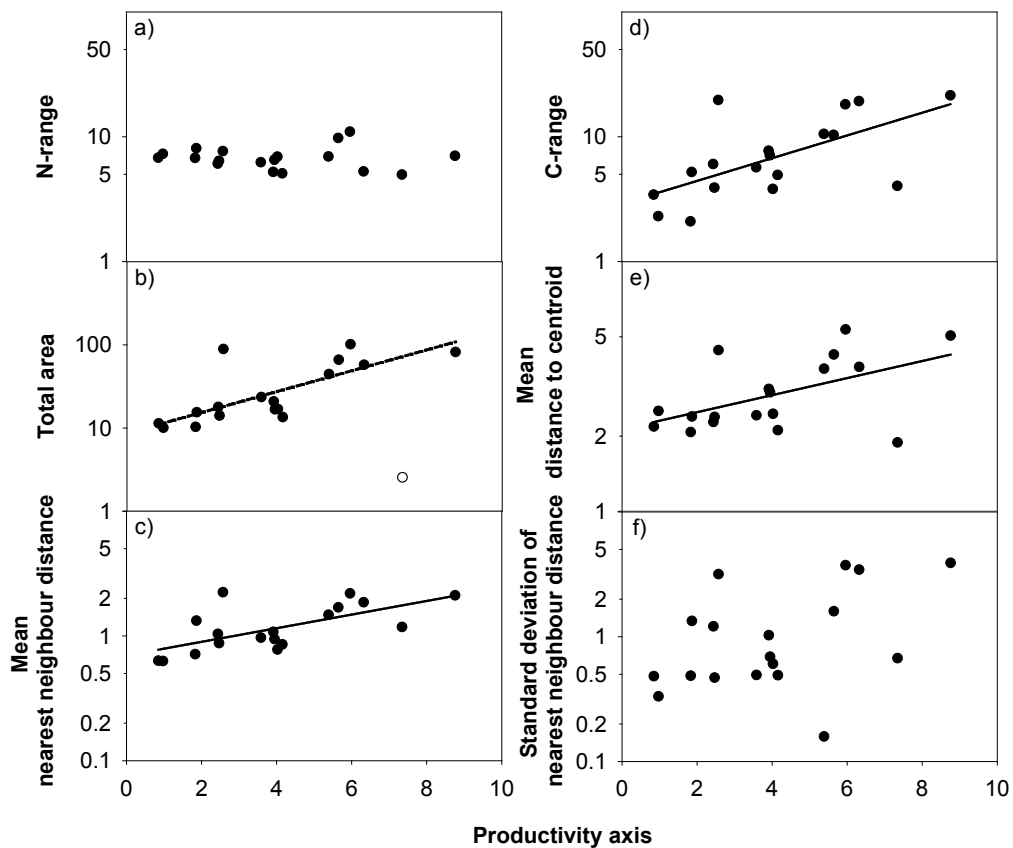 a)
50
10
5
1
N-range
b)
100
10
1
Total area
c)
5
2
1
0.5
0.2
0.1
Mean
nearest neighbour distance
0 2 4 6 8 10
d)
50
10
5
1
C-range
e)
5
2
1
Mean
distance to centroid
f)
5
2
1
0.5
0.2
0.1
Standard deviation of
nearest neighbour distance
0 2 4 6 8 10
Productivity axis